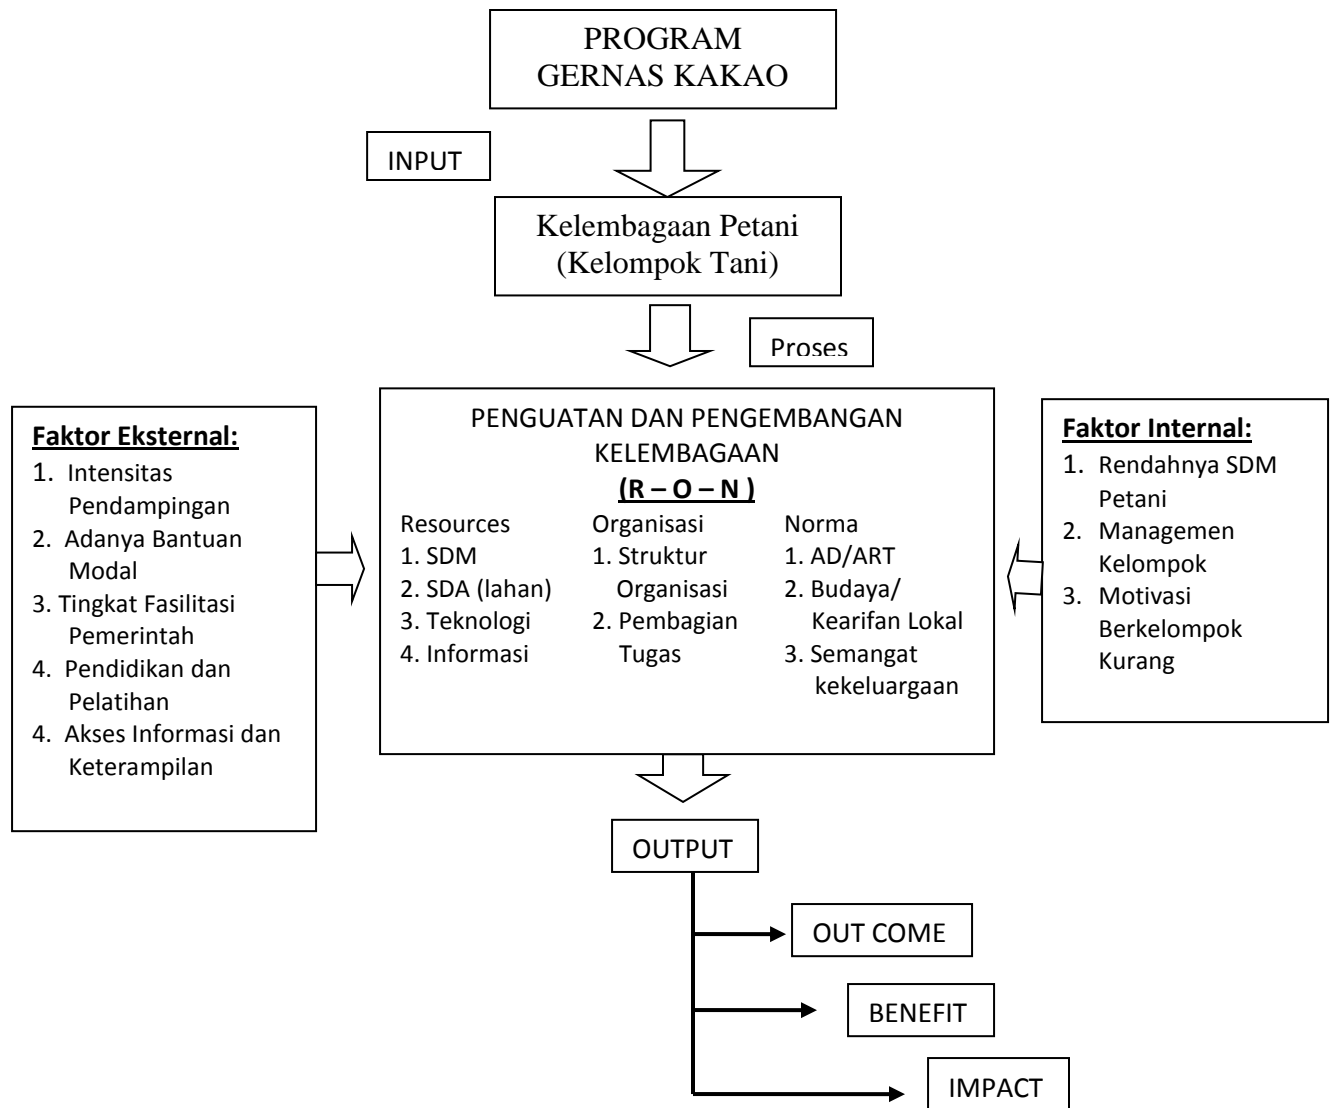 PROGRAM
GERNAS KAKAO
INPUT
Kelembagaan Petani
(Kelompok Tani)
Proses
Faktor Eksternal:
1. Intensitas
Pendampingan
2. Adanya Bantuan
Modal
3. Tingkat Fasilitasi
Pemerintah
4. Pendidikan dan
Pelatihan
4. Akses Informasi dan
Keterampilan
PENGUATAN DAN PENGEMBANGAN
KELEMBAGAAN
(R – O – N )
Resources
1. SDM
2. SDA (lahan)
3. Teknologi
4. Informasi
Organisasi
1. Struktur
Organisasi
2. Pembagian
Tugas
Norma
1. AD/ART
2. Budaya/
Kearifan Lokal
3. Semangat
kekeluargaan
Faktor Internal:
1. Rendahnya SDM
Petani
2. Managemen
Kelompok
3. Motivasi
Berkelompok
Kurang
OUTPUT
OUT COME
BENEFIT
IMPACT